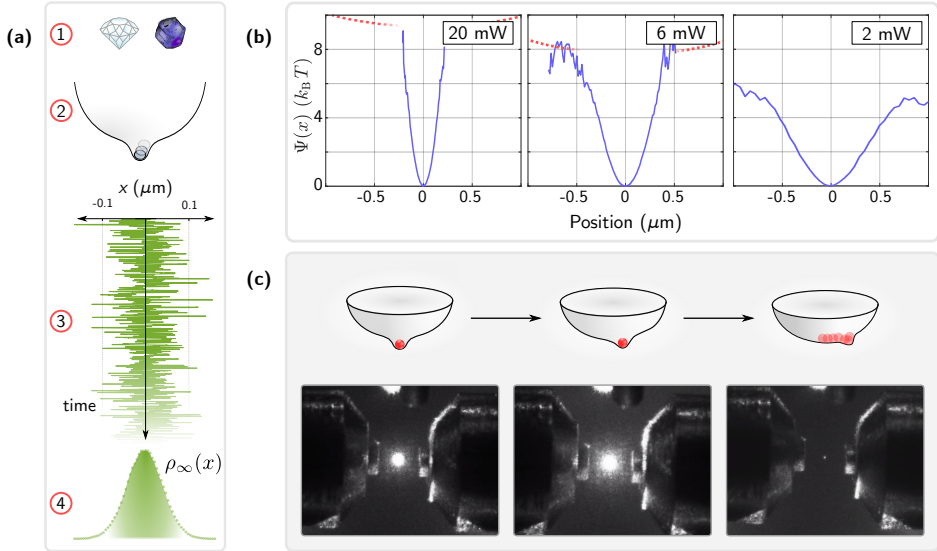 (a)
1
2
x (μm)
-0.1 0.1
3
time
ρ∞(x)
4
(b)
Ψ(x) (kBT)
8
4
0
20 mW
-0.5 0 0.5
6 mW
-0.5 0 0.5
2 mW
-0.5 0 0.5
Position (μm)
(c)